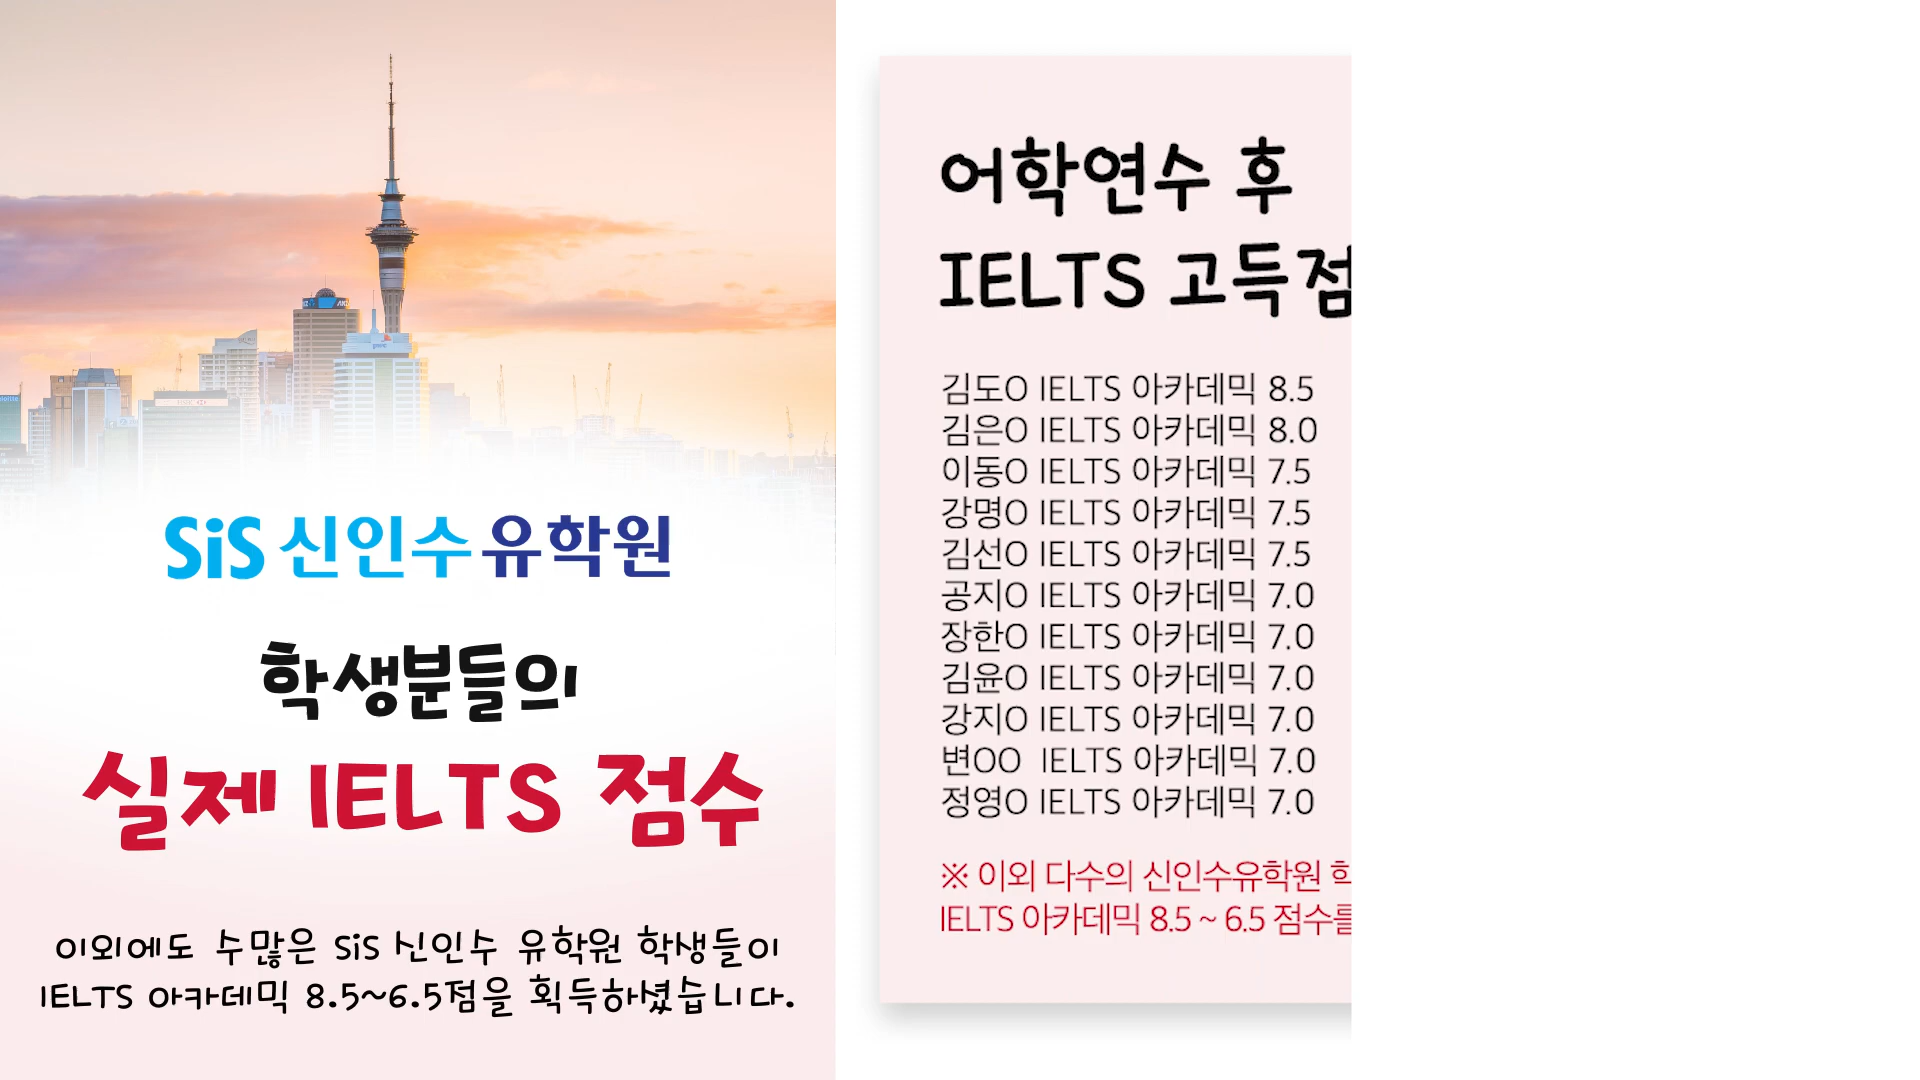 SiS 신인수유학원
학생분들의
실제 IELTS 점수
이외에도 수많은 SiS 신인수 유학원 학생들이
IELTS 아카데믹 8.5~6.5점을 획득하셨습니다.
어학연수 후
IELTS 고득점
김도O IELTS 아카데믹 8.5
김은O IELTS 아카데믹 8.0
이동O IELTS 아카데믹 7.5
강명O IELTS 아카데믹 7.5
김선O IELTS 아카데믹 7.5
공지O IELTS 아카데믹 7.0
장한O IELTS 아카데믹 7.0
김윤O IELTS 아카데믹 7.0
강지O IELTS 아카데믹 7.0
변OO IELTS 아카데믹 7.0
정영O IELTS 아카데믹 7.0
※ 이외 다수의 신인수유학원
IELTS 아카데믹 8.5 ~ 6.5 점수를